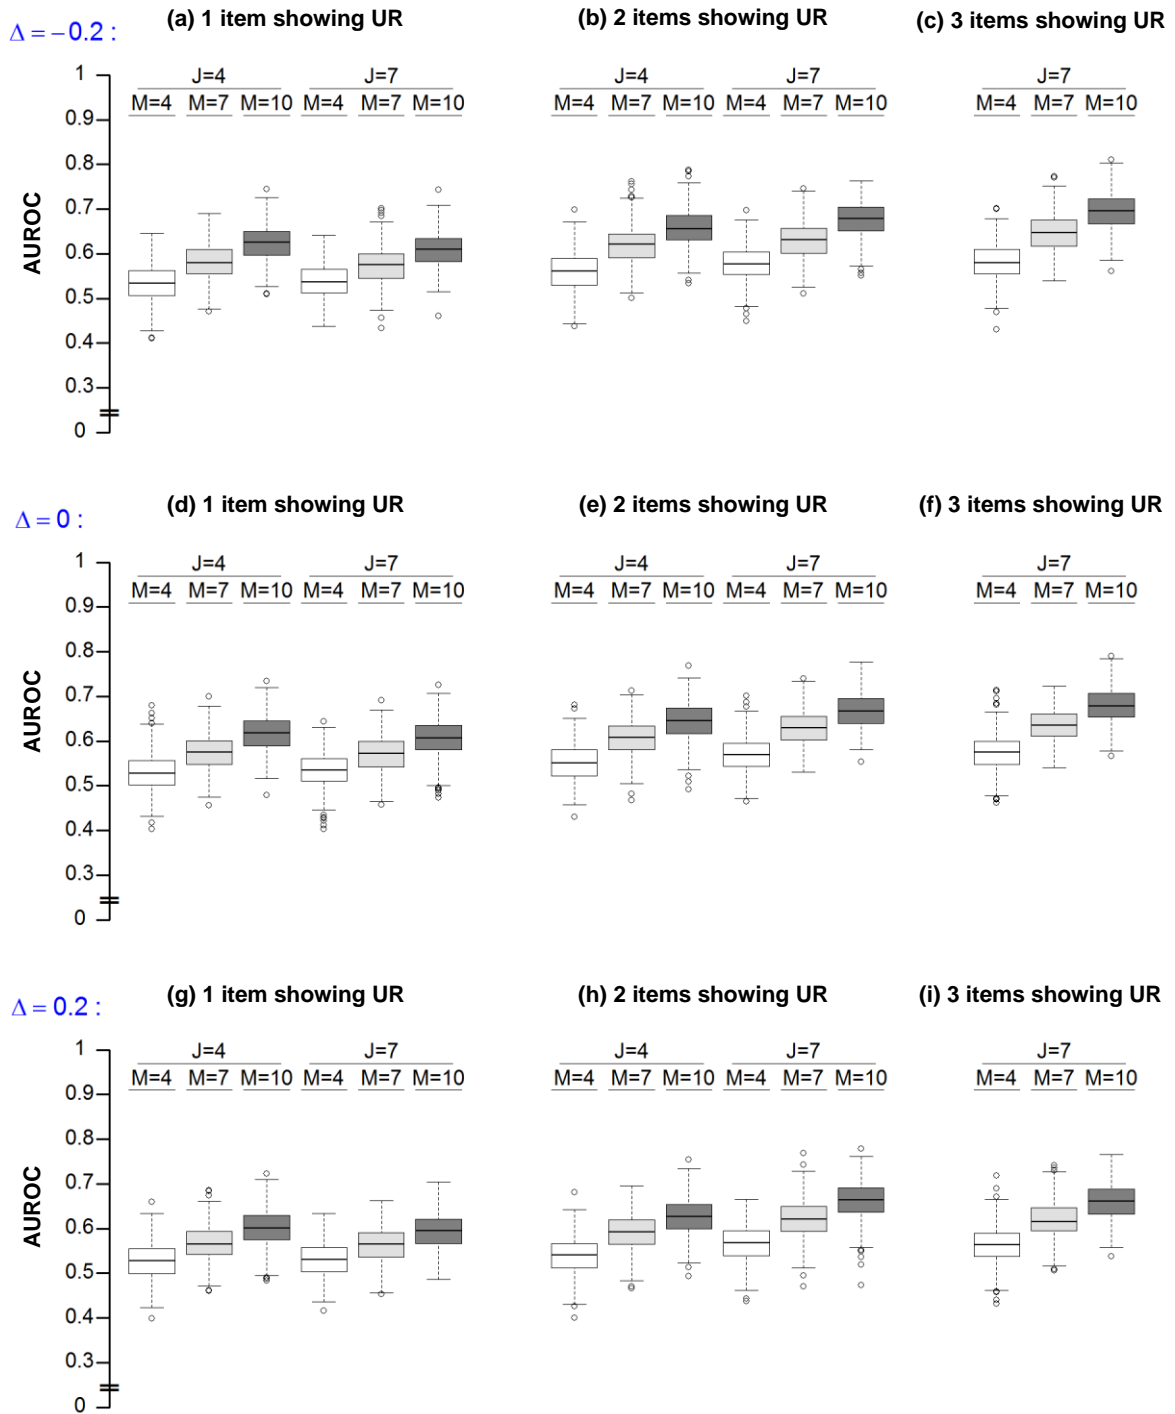 (a) 1 item showing UR (b) 2 items showing UR (c) 3 items showing UR
Δ = −0.2 :
J=4 J=7 J=4 J=7 J=7
M=4 M=7 M=10 M=4 M=7 M=10 M=4 M=7 M=10 M=4 M=7 M=10 M=4 M=7 M=10
1
0.9
0.8
0.7
0.6
0.5
0.4
0.3
0
AUROC
(d) 1 item showing UR (e) 2 items showing UR (f) 3 items showing UR
Δ = 0 :
J=4 J=7 J=4 J=7 J=7
M=4 M=7 M=10 M=4 M=7 M=10 M=4 M=7 M=10 M=4 M=7 M=10 M=4 M=7 M=10
1
0.9
0.8
0.7
0.6
0.5
0.4
0.3
0
AUROC
(g) 1 item showing UR (h) 2 items showing UR (i) 3 items showing UR
Δ = 0.2 :
J=4 J=7 J=4 J=7 J=7
M=4 M=7 M=10 M=4 M=7 M=10 M=4 M=7 M=10 M=4 M=7 M=10 M=4 M=7 M=10
1
0.9
0.8
0.7
0.6
0.5
0.4
0.3
0
AUROC